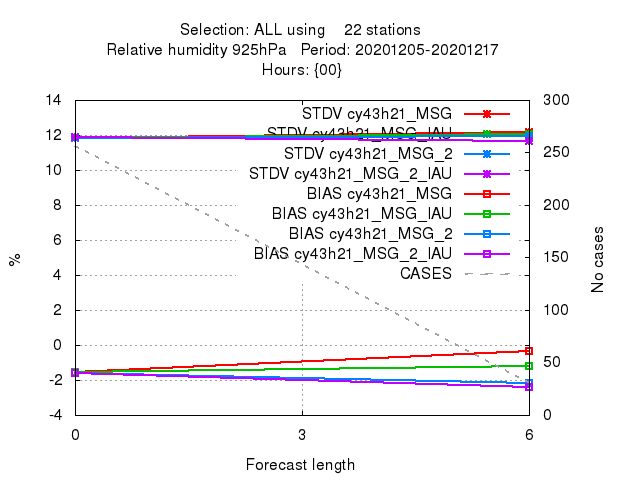 Selection: ALL using 22 stations
Relative humidity 925hPa Period: 20201205-20201217
Hours: {00}
14
12
10
8
6
4
2
0
-2
-4
%
300
250
200
150
100
50
0
No cases
STDV cy43h21_MSG
STDV cy43h21_MSG_IAU
STDV cy43h21_MSG_2
STDV cy43h21_MSG_2_IAU
BIAS cy43h21_MSG
BIAS cy43h21_MSG_IAU
BIAS cy43h21_MSG_2
BIAS cy43h21_MSG_2_IAU
CASES
0 3 6
Forecast length